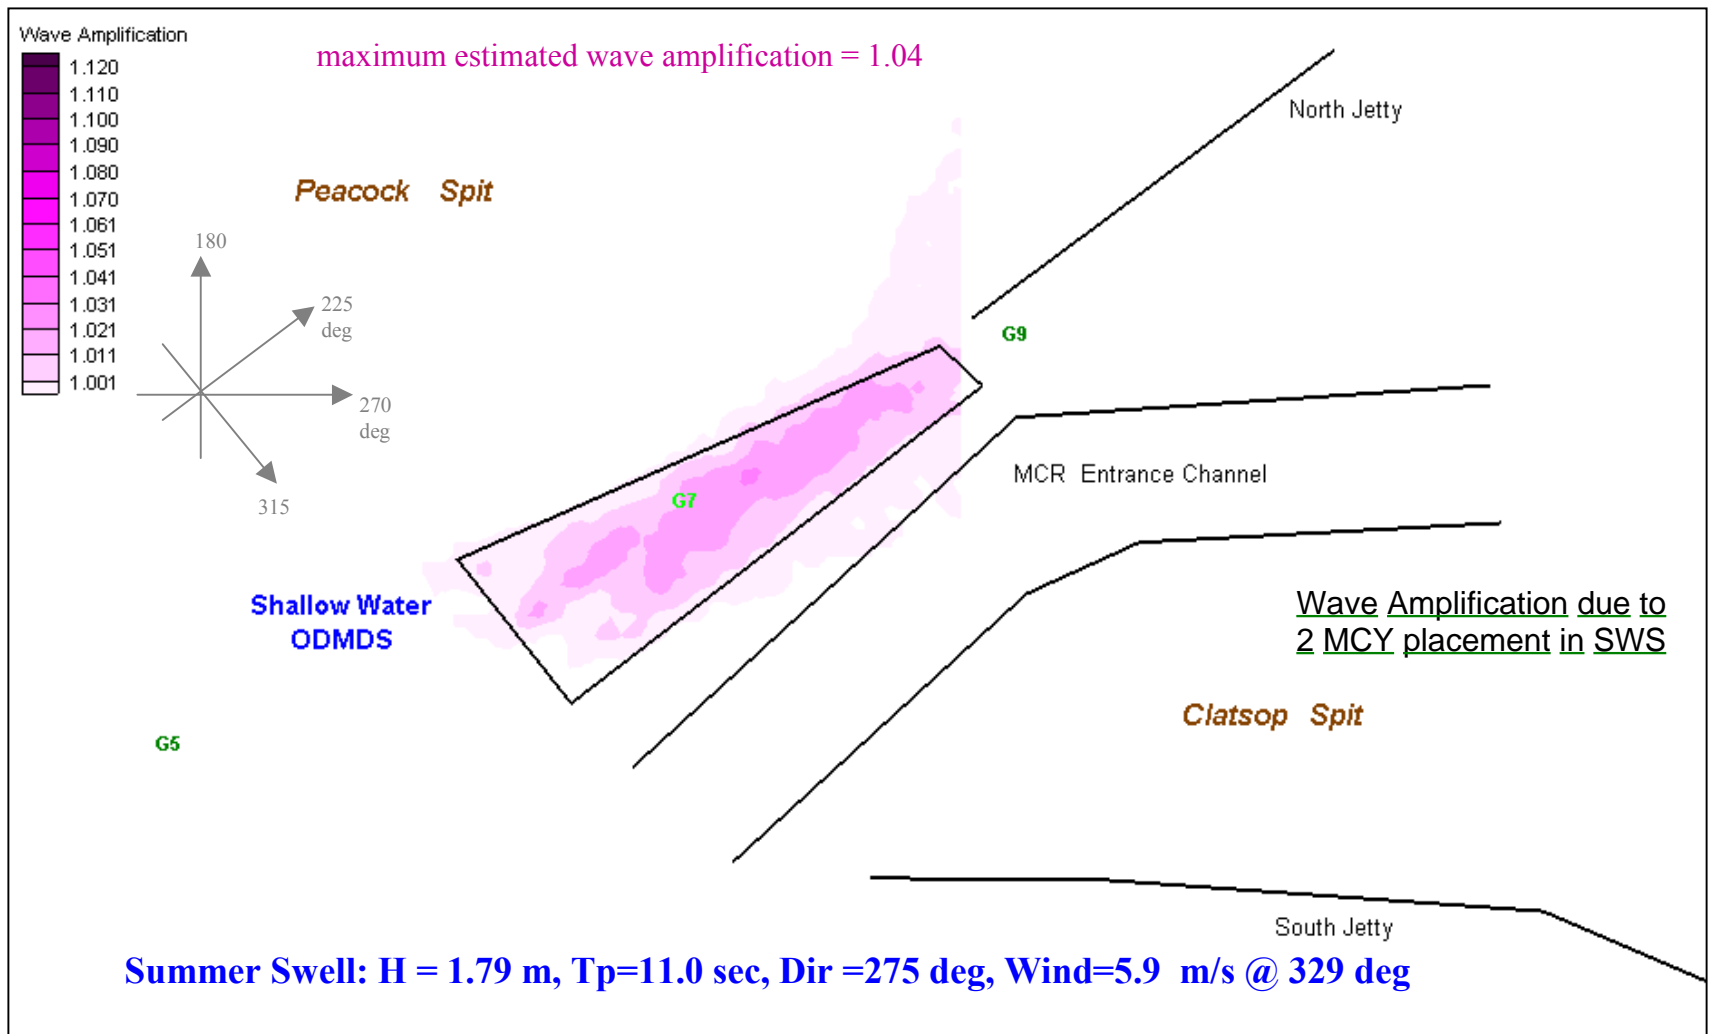 Wave Amplification
1.120
1.110
1.100
1.090
1.080
1.070
1.061
1.051
1.041
1.031
1.021
1.011
1.001
maximum estimated wave amplification = 1.04
North Jetty
Peacock Spit
180
225
deg
270
deg
315
G9
MCR Entrance Channel
G7
Shallow Water
ODMDS
Wave Amplification due to
2 MCY placement in SWS
Clatsop Spit
G5
South Jetty
Summer Swell: H = 1.79 m, Tp=11.0 sec, Dir =275 deg, Wind=5.9 m/s @ 329 deg